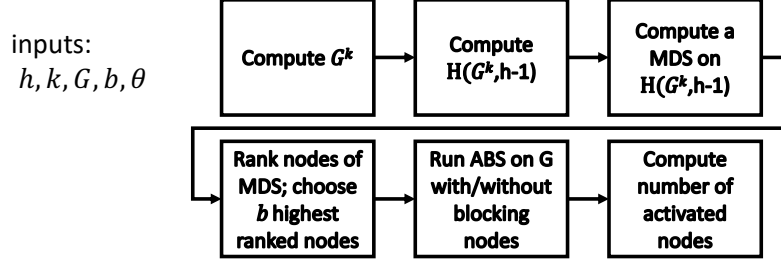 inputs:
h, k, G, b, θ
Compute G^k
Compute
H(G^k,h-1)
Compute a
MDS on
H(G^k,h-1)
Rank nodes of
MDS; choose
b highest
ranked nodes
Run ABS on G
with/without
blocking
nodes
Compute
number of
activated
nodes